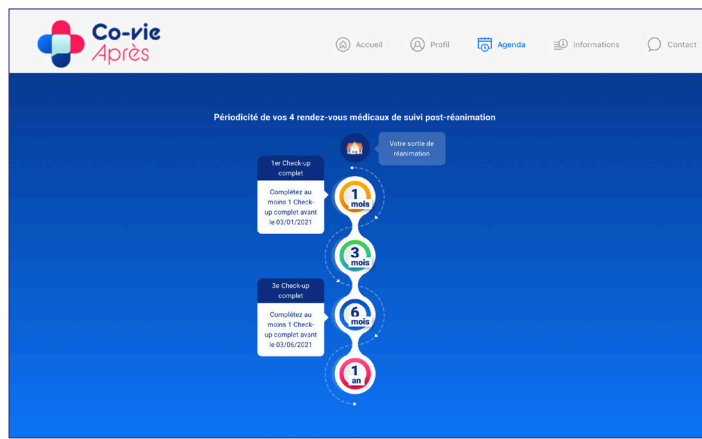 Co-vie
Après
Accueil
Profil
Agenda
Informations
Contact
Périodicité de vos 4 rendez-vous médicaux de suivi post-réanimation
Votre sortie de
réanimation
1er Check-up
complet
Complétez au
moins 1 Check-
up complet avant
le 03/01/2021
1
mois
3
mois
3e Check-up
complet
Complétez au
moins 1 Check-
up complet avant
le 03/06/2021
6
mois
1
an